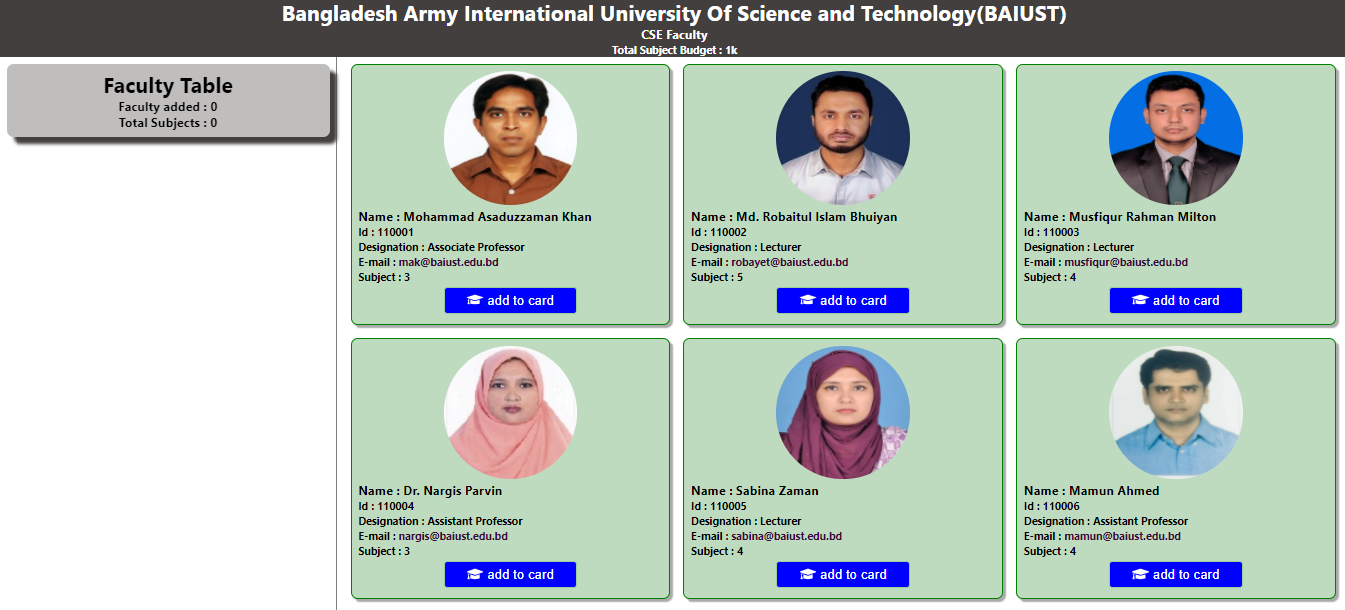 Bangladesh Army International University Of Science and Technology(BAIUST)
CSE Faculty
Total Subject Budget : 1k
Faculty Table
Faculty added : 0
Total Subjects : 0
Name : Mohammad Asaduzzaman Khan
Id : 110001
Designation : Associate Professor
E-mail : mak@baiust.edu.bd
Subject : 3
add to card
Name : Md. Robaitul Islam Bhuiyan
Id : 110002
Designation : Lecturer
E-mail : robayet@baiust.edu.bd
Subject : 5
add to card
Name : Musfiqur Rahman Milton
Id : 110003
Designation : Lecturer
E-mail : musfiqur@baiust.edu.bd
Subject : 4
add to card
Name : Dr. Nargis Parvin
Id : 110004
Designation : Assistant Professor
E-mail : nargis@baiust.edu.bd
Subject : 3
add to card
Name : Sabina Zaman
Id : 110005
Designation : Lecturer
E-mail : sabina@baiust.edu.bd
Subject : 4
add to card
Name : Mamun Ahmed
Id : 110006
Designation : Assistant Professor
E-mail : mamun@baiust.edu.bd
Subject : 4
add to card